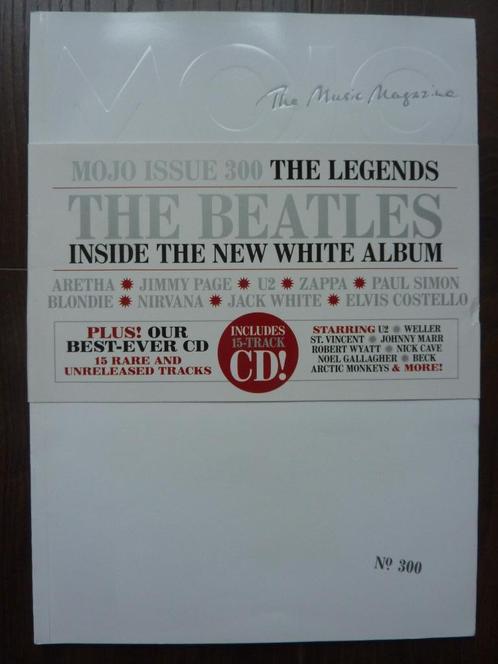 MOJO
The Music Magazine
MOJO ISSUE 300 THE LEGENDS
THE BEATLES
INSIDE THE NEW WHITE ALBUM
ARETHA ✹ JIMMY PAGE ✹ U2 ✹ ZAPPA ✹ PAUL SIMON
BLONDIE ✹ NIRVANA ✹ JACK WHITE ✹ ELVIS COSTELLO
PLUS! OUR
BEST-EVER CD
15 RARE AND
UNRELEASED TRACKS
INCLUDES
15-TRACK
CD!
STARRING U2 ✹ WELLER
ST. VINCENT ✹ JOHNNY MARR
ROBERT WYATT ✹ NICK CAVE
NOEL GALLAGHER ✹ BECK
ARCTIC MONKEYS & MORE!
Nº 300